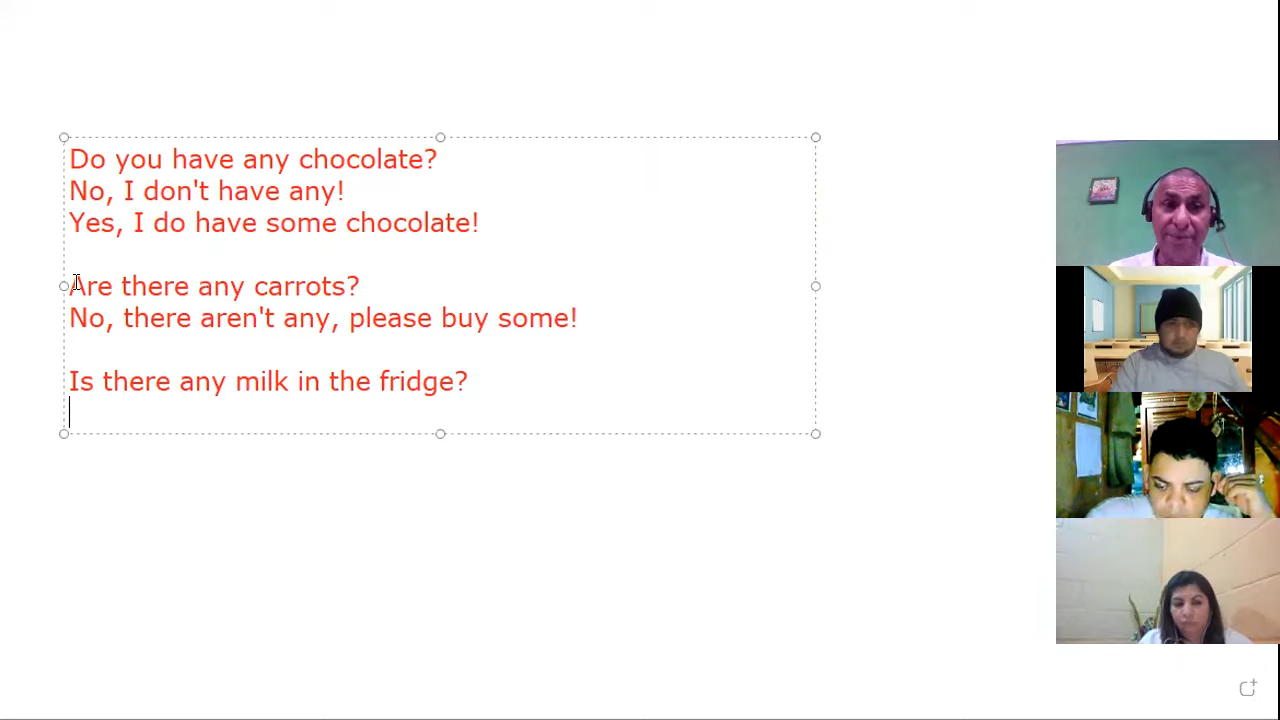 Do you have any chocolate?
No, I don't have any!
Yes, I do have some chocolate!
Are there any carrots?
No, there aren't any, please buy some!
Is there any milk in the fridge?